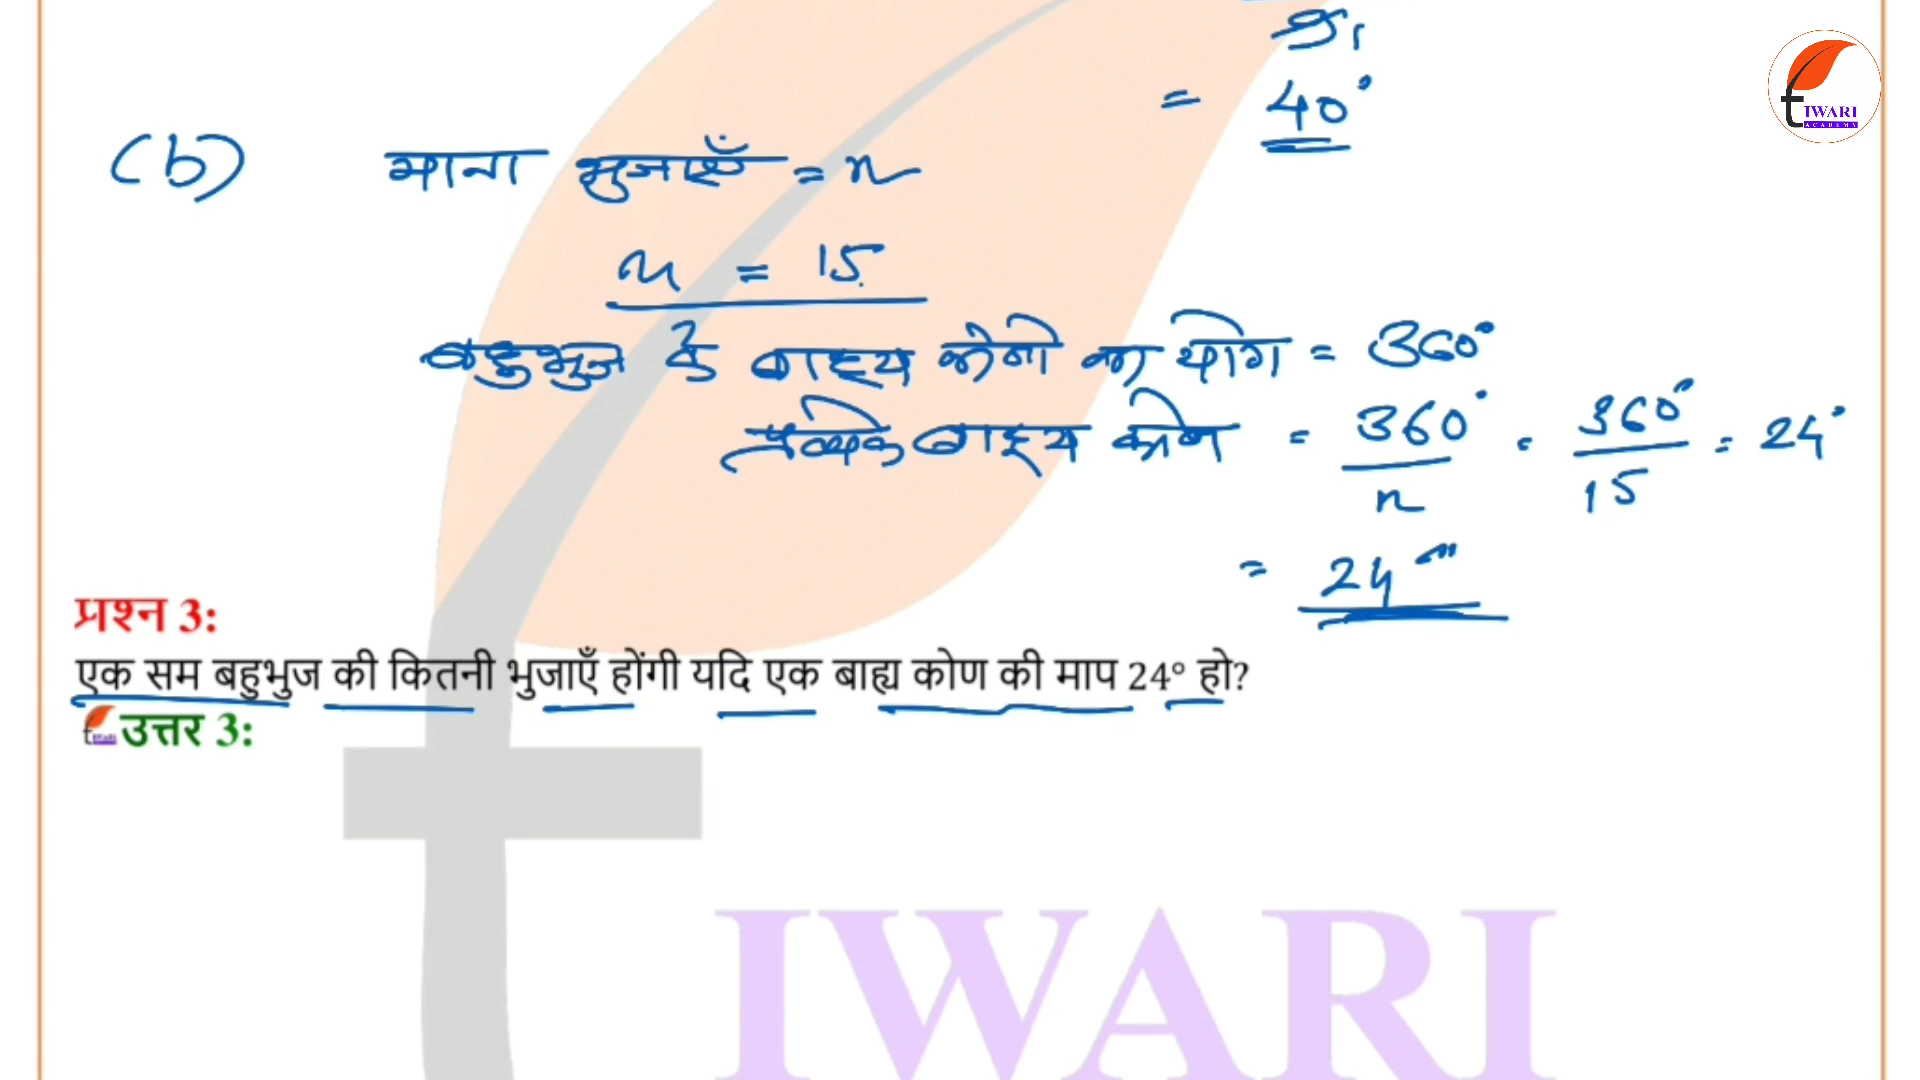 = 40°
(b) माना भुजाएँ = n
n = 15
बहुभुज के बाह्य कोणों का योग = 360°
प्रत्येक बाह्य कोण = 360° / n = 360° / 15 = 24°
= 24
प्रश्न 3:
एक सम बहुभुज की कितनी भुजाएँ होंगी यदि एक बाह्य कोण की माप 24° हो?
उत्तर 3:
IWARI
TIWARI
ACADEMY